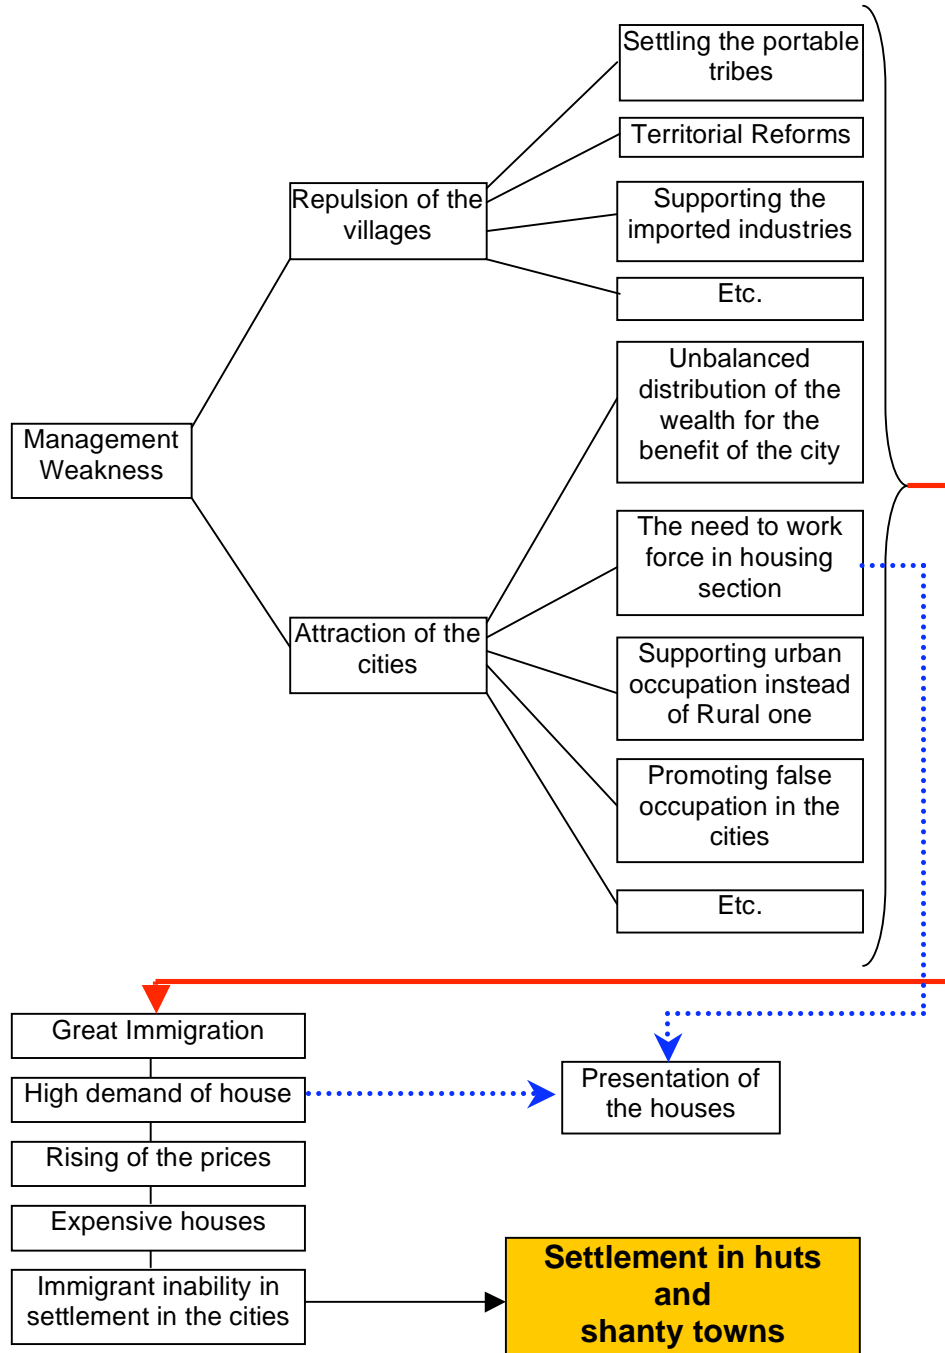 Settling the portable
tribes
Territorial Reforms
Repulsion of the
villages
Supporting the
imported industries
Etc.
Unbalanced
distribution of the
wealth for the
benefit of the city
Management
Weakness
The need to work
force in housing
section
Attraction of the
cities
Supporting urban
occupation instead
of Rural one
Promoting false
occupation in the
cities
Etc.
Great Immigration
High demand of house
Presentation of
the houses
Rising of the prices
Expensive houses
Immigrant inability in
settlement in the cities
Settlement in huts
and
shanty towns